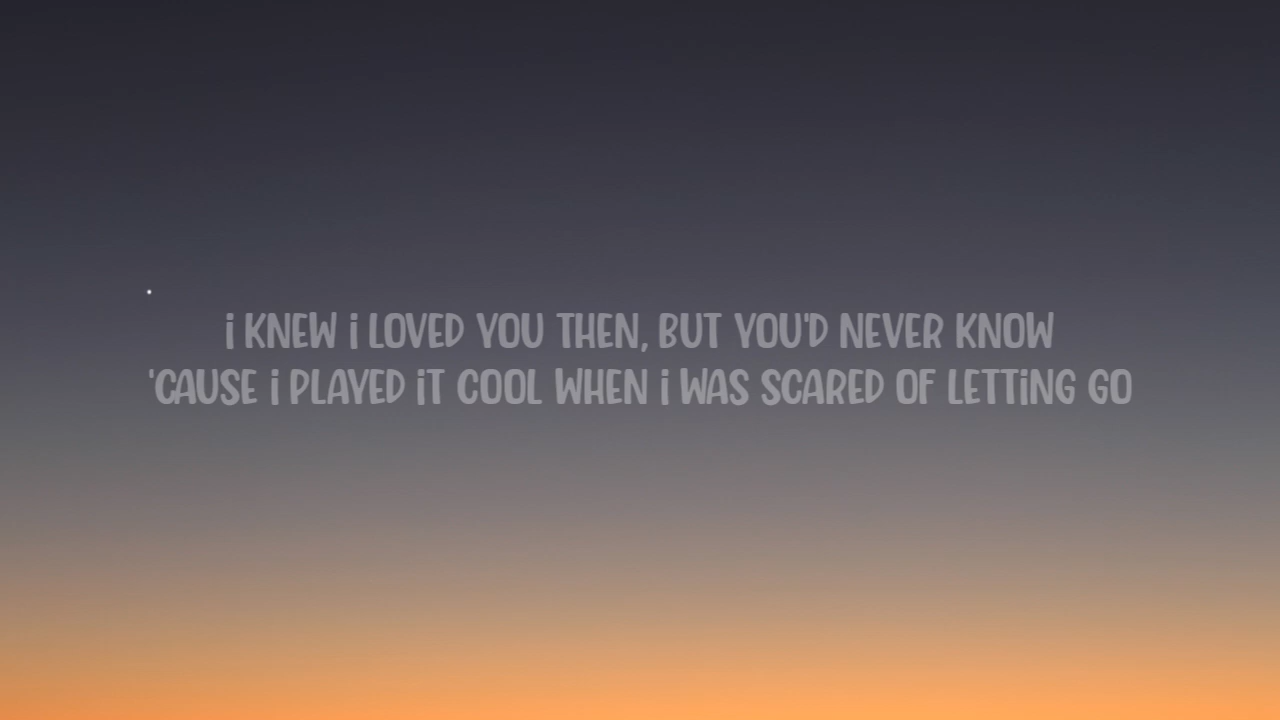 i KNEW i LOVED YOU THEN, BUT YOU'D NEVER KNOW
'CAUSE i PLAYED iT COOL WHEN i WAS SCARED OF LETTiNG GO